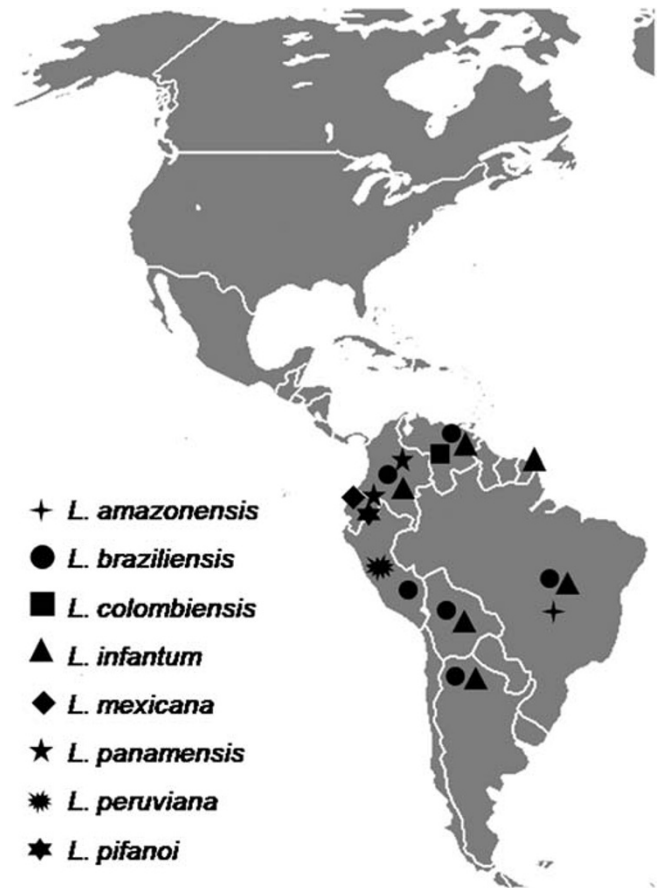 L. amazonensis
L. braziliensis
L. colombiensis
L. infantum
L. mexicana
L. panamensis
L. peruviana
L. pifanoi